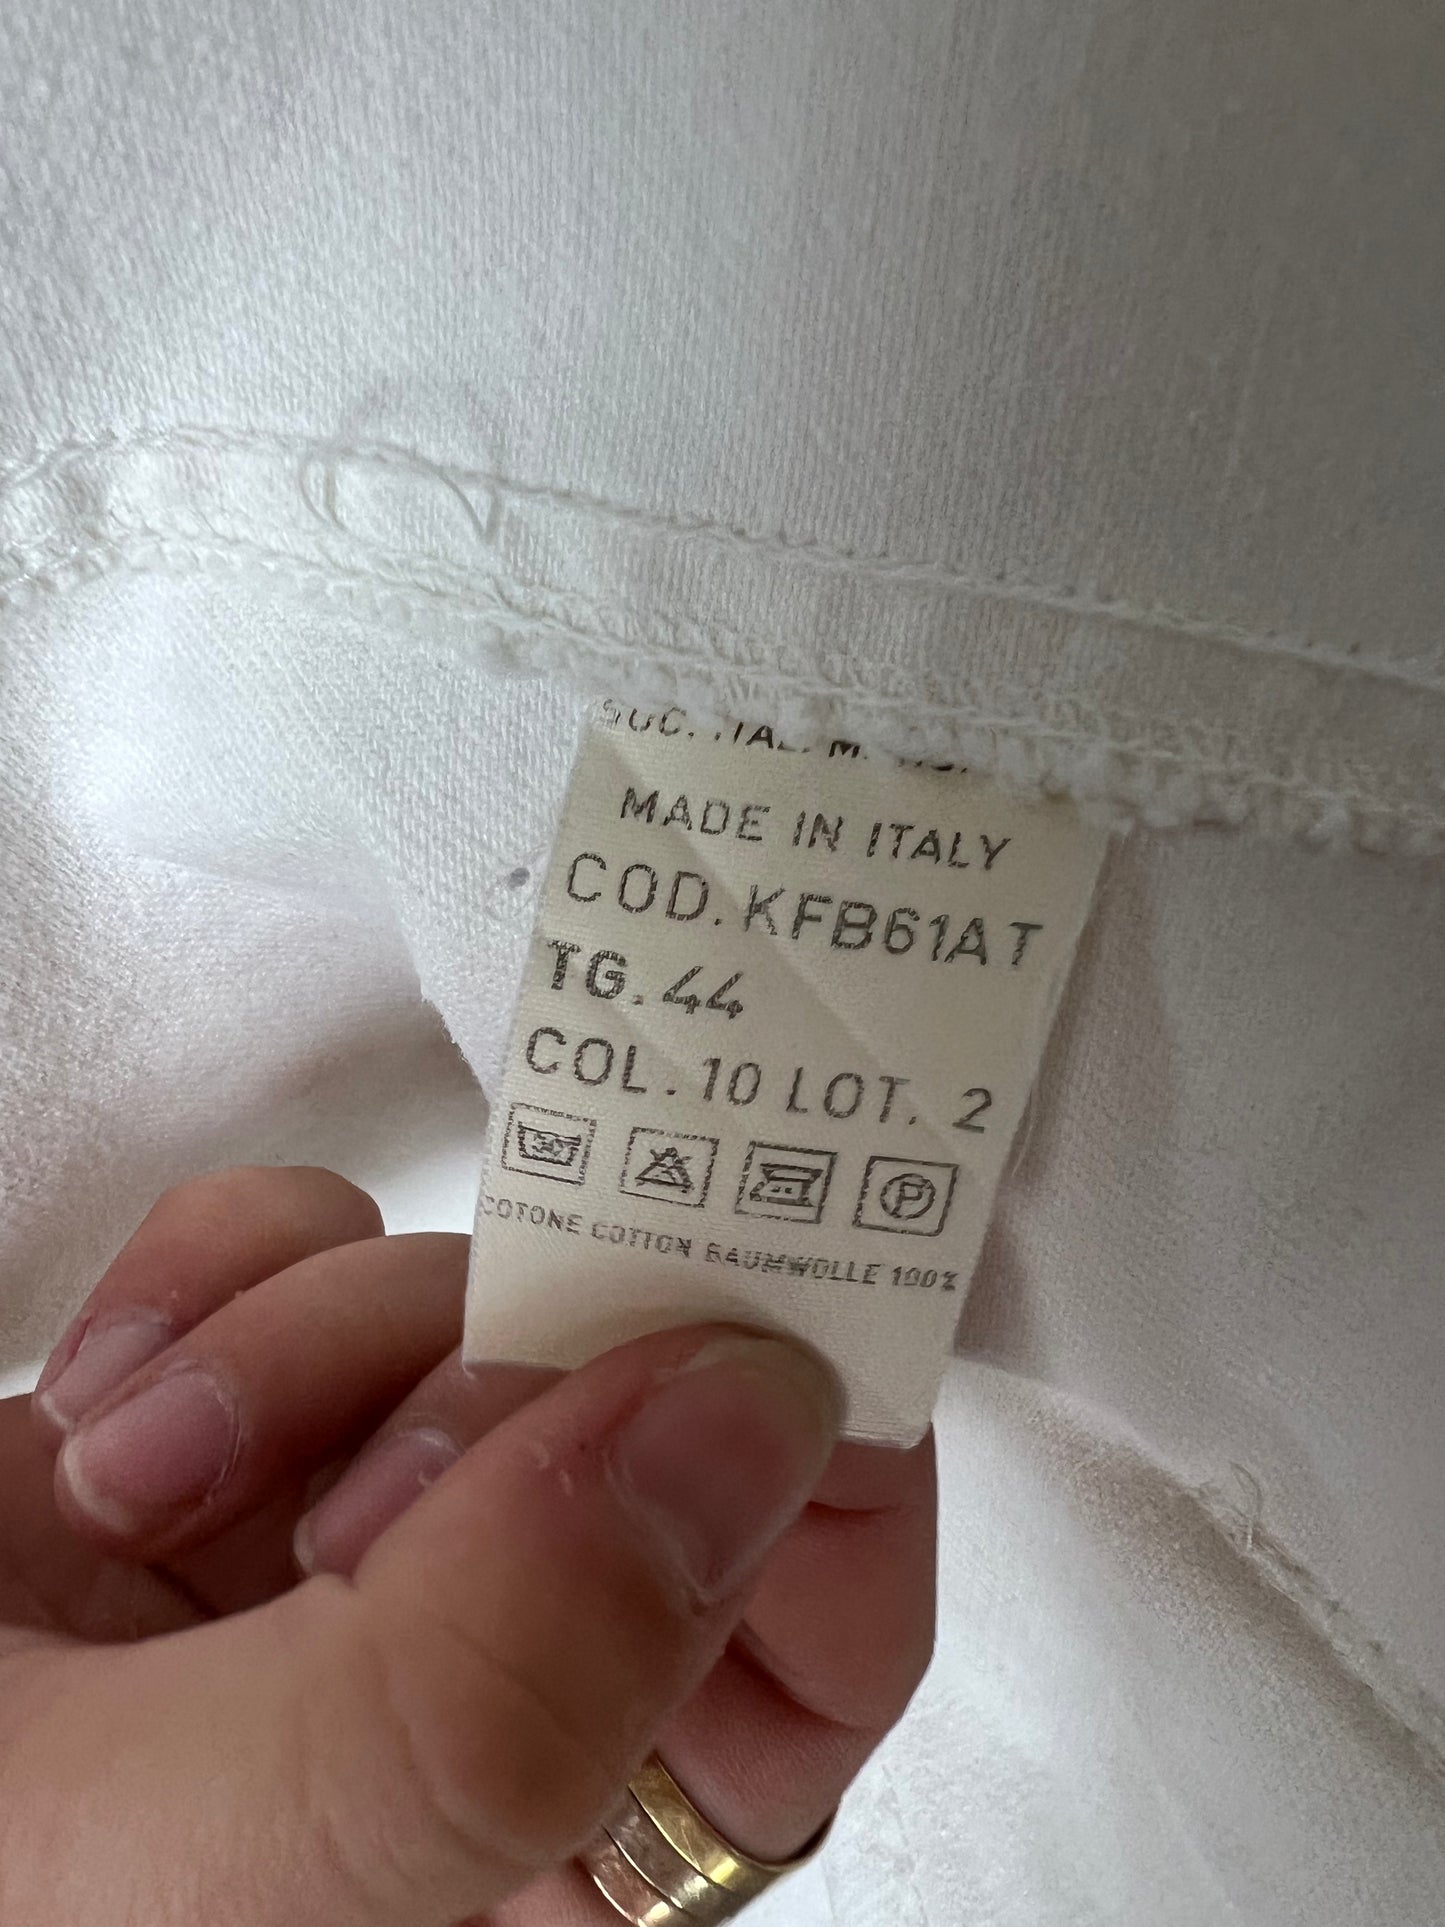 MADE IN ITALY
COD. KFB61AT
TG. 44
COL. 10 LOT. 2
P
COTONE COTTON BAUMWOLLE 100%